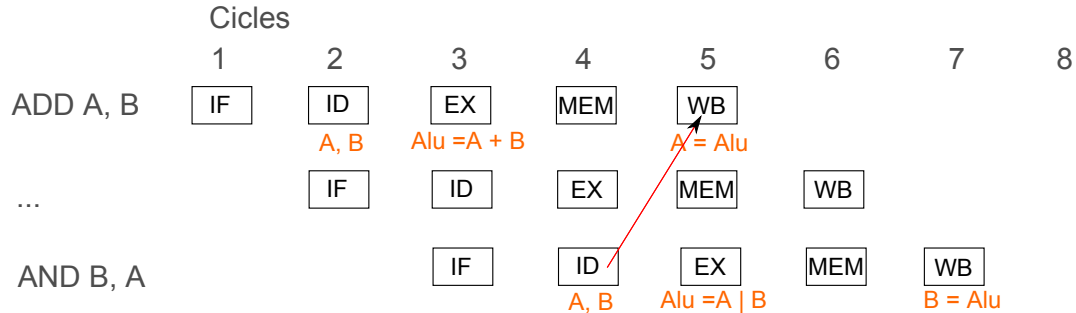 Cicles
1 2 3 4 5 6 7 8
ADD A, B IF ID EX MEM WB
A, B Alu =A + B A = Alu
... IF ID EX MEM WB
AND B, A IF ID EX MEM WB
A, B Alu =A | B B = Alu